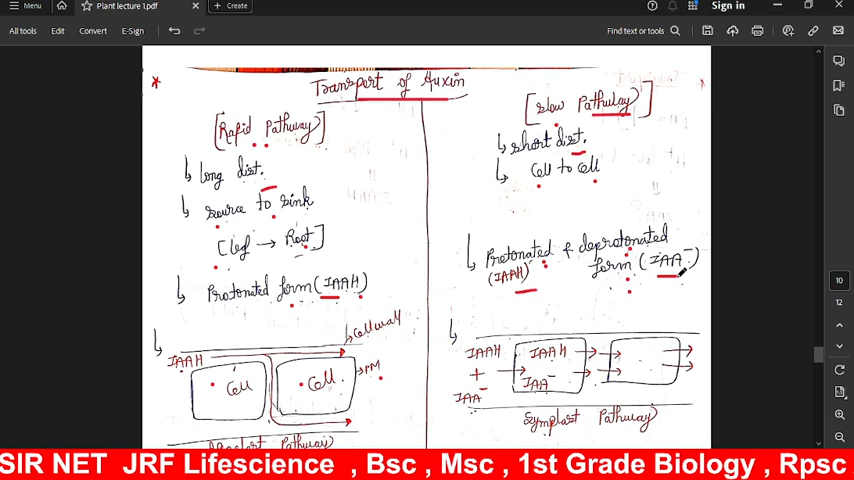 Menu
Plant lecture 1.pdf
Create
Sign in
All tools
Edit
Convert
E-Sign
Find text or tools
Transport of Auxin
[Rapid Pathway]
long dist.
source to sink
[leaf → Root]
Protonated form (IAAH)
Cell wall
IAAH
Cell
Cell
PM
Apoplast Pathway
[Slow Pathway]
short dist.
Cell to Cell
Protonated & deprotonated
(IAAH)
form (IAA⁻)
IAAH
+
IAA⁻
IAAH
IAA⁻
Symplast Pathway
10
12
SIR NET JRF Lifescience , Bsc , Msc , 1st Grade Biology , Rpsc